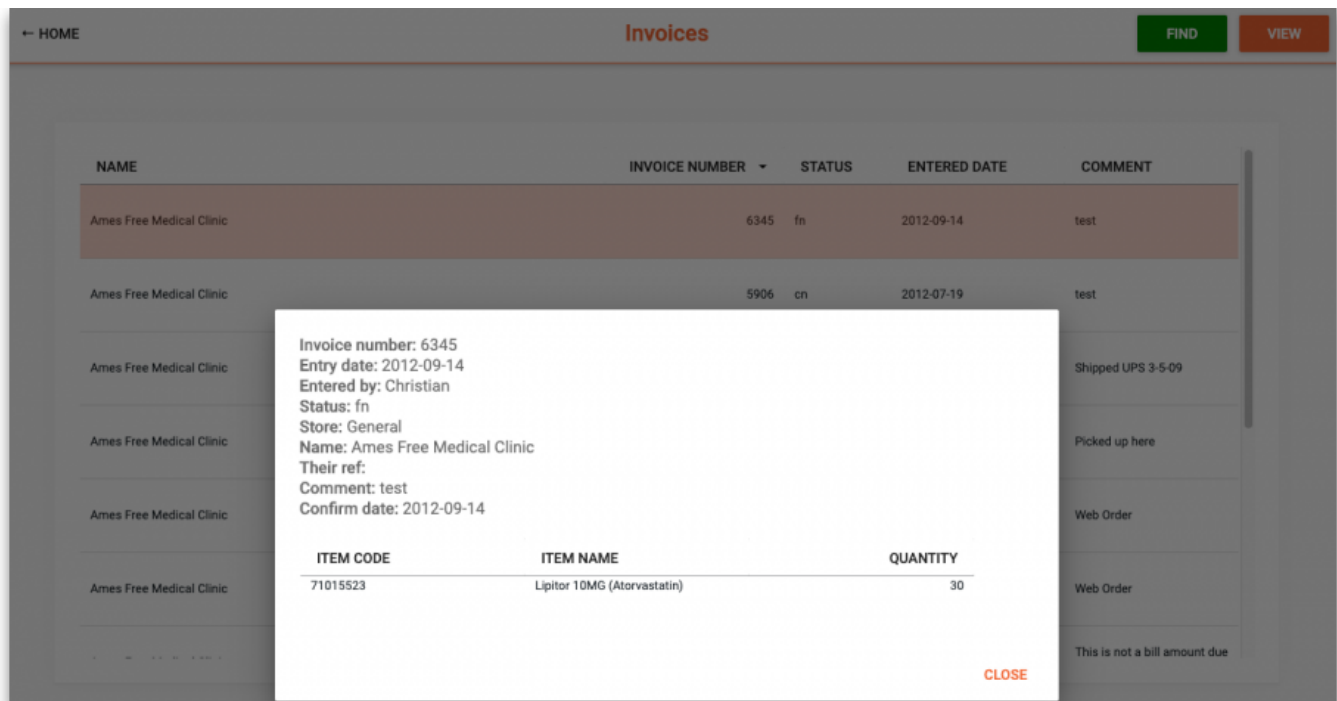 ← HOME
Invoices
FIND
VIEW
NAME INVOICE NUMBER STATUS ENTERED DATE COMMENT
Ames Free Medical Clinic 6345 fn 2012-09-14 test
Ames Free Medical Clinic 5906 cn 2012-07-19 test
Ames Free Medical Clinic Shipped UPS 3-5-09
Ames Free Medical Clinic Picked up here
Ames Free Medical Clinic Web Order
Ames Free Medical Clinic Web Order
This is not a bill amount due
Invoice number: 6345
Entry date: 2012-09-14
Entered by: Christian
Status: fn
Store: General
Name: Ames Free Medical Clinic
Their ref:
Comment: test
Confirm date: 2012-09-14
ITEM CODE ITEM NAME QUANTITY
71015523 Lipitor 10MG (Atorvastatin) 30
CLOSE